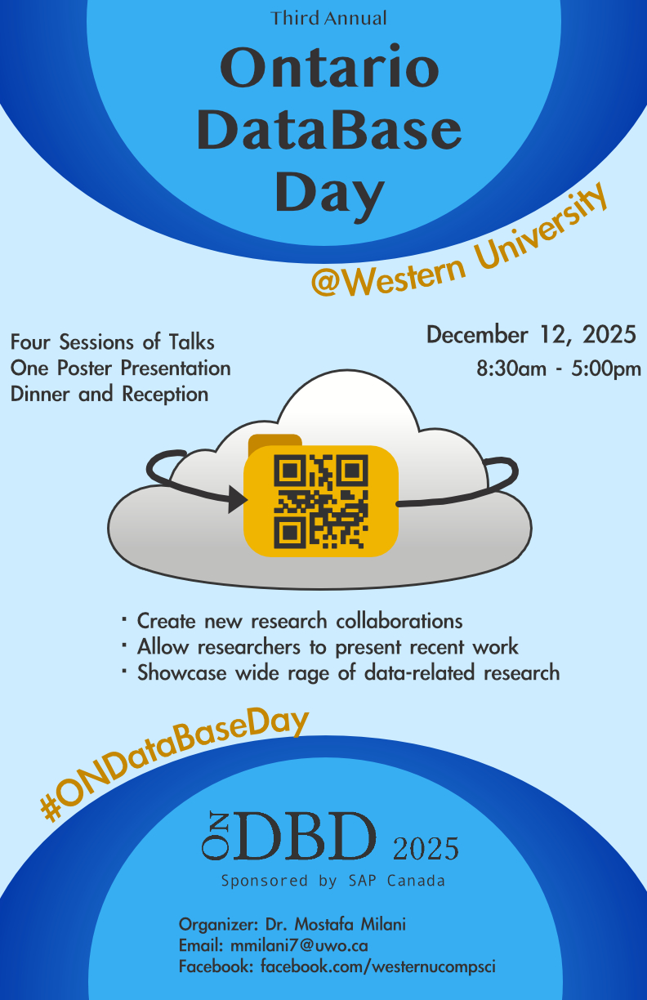 Third Annual
Ontario
DataBase
Day
@Western University
Four Sessions of Talks
One Poster Presentation
Dinner and Reception
December 12, 2025
8:30am - 5:00pm
· Create new research collaborations
· Allow researchers to present recent work
· Showcase wide rage of data-related research
#ONDataBaseDay
ONDBD 2025
Sponsored by SAP Canada
Organizer: Dr. Mostafa Milani
Email: mmilani7@uwo.ca
Facebook: facebook.com/westernucompsci